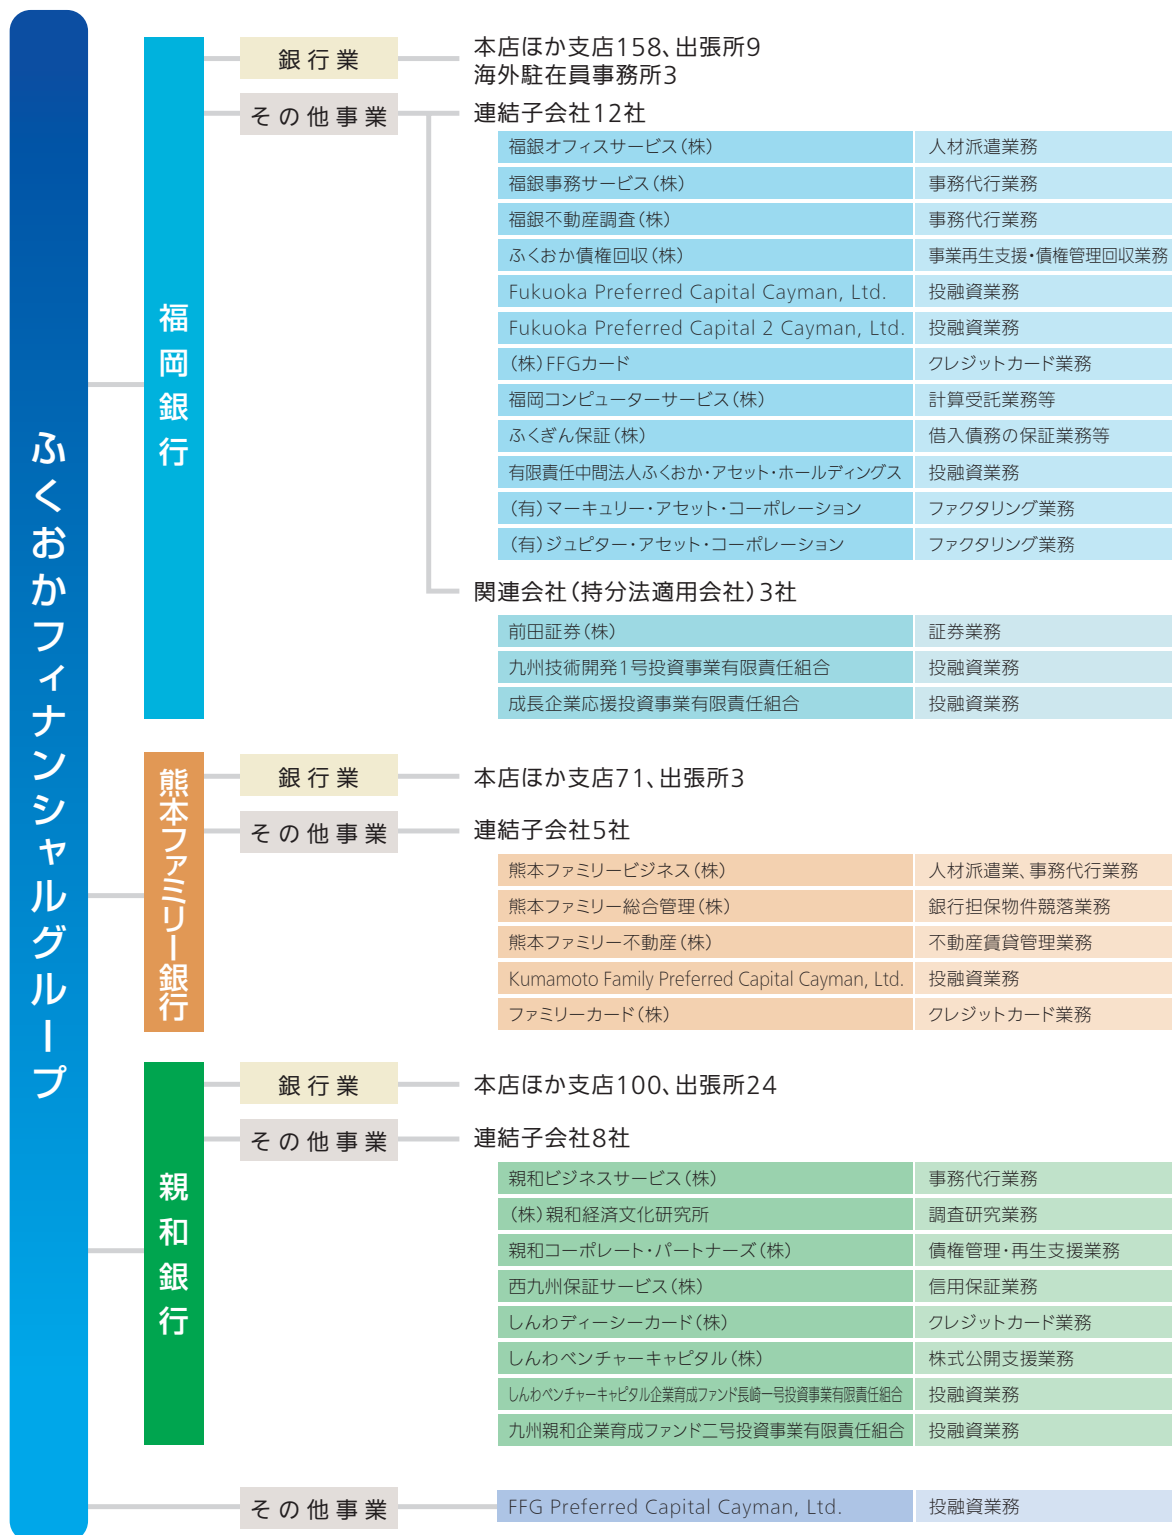 ふくおかフィナンシャルグループ
福岡銀行
銀行業
本店ほか支店158、出張所9
海外駐在員事務所3
その他事業
連結子会社12社
福銀オフィスサービス(株) 人材派遣業務
福銀事務サービス(株) 事務代行業務
福銀不動産調査(株) 事務代行業務
ふくおか債権回収(株) 事業再生支援・債権管理回収業務
Fukuoka Preferred Capital Cayman, Ltd. 投融資業務
Fukuoka Preferred Capital 2 Cayman, Ltd. 投融資業務
(株)FFGカード クレジットカード業務
福岡コンピューターサービス(株) 計算受託業務等
ふくぎん保証(株) 借入債務の保証業務等
有限責任中間法人ふくおか・アセット・ホールディングス 投融資業務
(有)マーキュリー・アセット・コーポレーション ファクタリング業務
(有)ジュピター・アセット・コーポレーション ファクタリング業務
関連会社(持分法適用会社)3社
前田証券(株) 証券業務
九州技術開発1号投資事業有限責任組合 投融資業務
成長企業応援投資事業有限責任組合 投融資業務
熊本ファミリー銀行
銀行業
本店ほか支店71、出張所3
その他事業
連結子会社5社
熊本ファミリービジネス(株) 人材派遣業、事務代行業務
熊本ファミリー総合管理(株) 銀行担保物件競落業務
熊本ファミリー不動産(株) 不動産賃貸管理業務
Kumamoto Family Preferred Capital Cayman, Ltd. 投融資業務
ファミリーカード(株) クレジットカード業務
親和銀行
銀行業
本店ほか支店100、出張所24
その他事業
連結子会社8社
親和ビジネスサービス(株) 事務代行業務
(株)親和経済文化研究所 調査研究業務
親和コーポレート・パートナーズ(株) 債権管理・再生支援業務
西九州保証サービス(株) 信用保証業務
しんわディーシーカード(株) クレジットカード業務
しんわベンチャーキャピタル(株) 株式公開支援業務
しんわベンチャーキャピタル企業育成ファンド長崎一号投資事業有限責任組合 投融資業務
九州親和企業育成ファンド二号投資事業有限責任組合 投融資業務
その他事業
FFG Preferred Capital Cayman, Ltd. 投融資業務